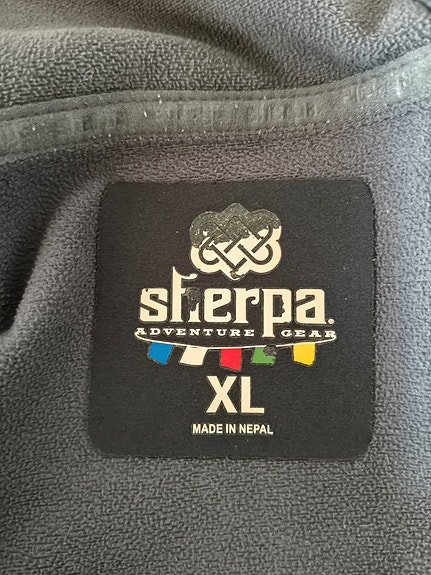 sherpa.
ADVENTURE GEAR
XL
MADE IN NEPAL